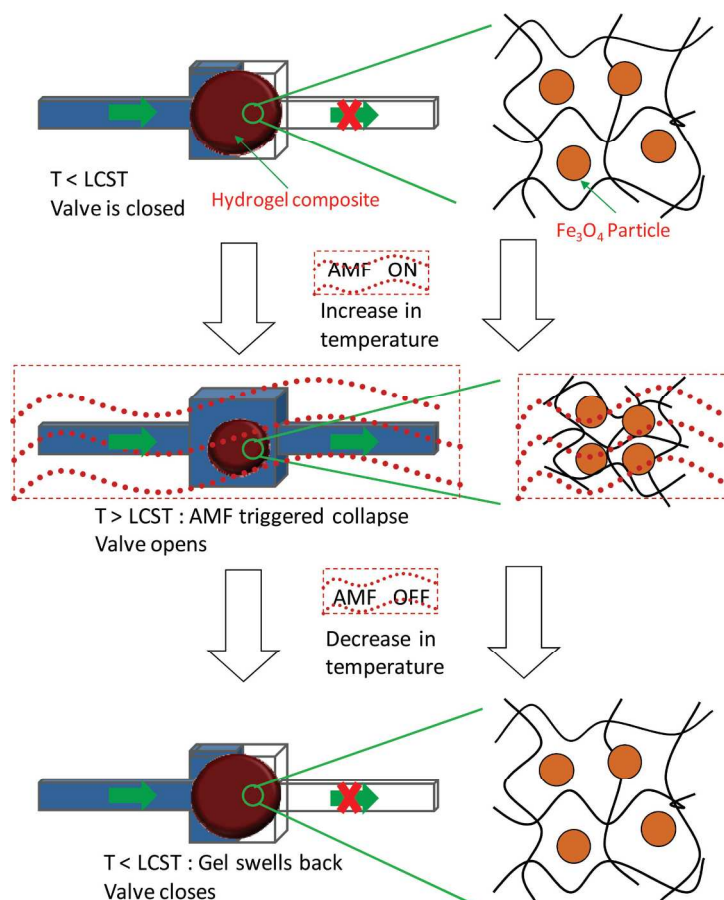 T < LCST
Valve is closed
Hydrogel composite
Fe₃O₄ Particle
AMF ON
Increase in
temperature
T > LCST : AMF triggered collapse
Valve opens
AMF OFF
Decrease in
temperature
T < LCST : Gel swells back
Valve closes